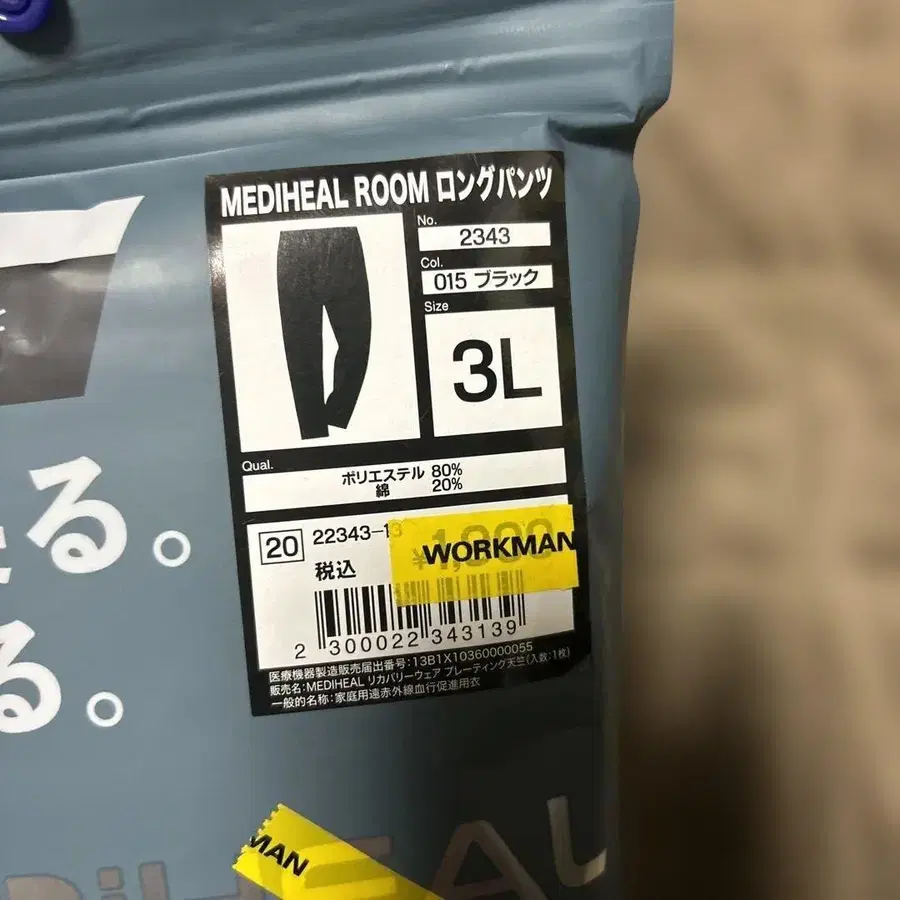 MEDIHEAL ROOM ロングパンツ
No.
2343
Col.
015 ブラック
Size
3L
Qual.
ポリエステル 80%
綿 20%
20 22343-13
税込
WORKMAN
2 300022 343139
医療機器製造販売届出番号:13B1X10360000055
販売名:MEDIHEAL リカバリーウェア プレーティング天竺(入数:1枚)
一般的名称:家庭用遠赤外線血行促進用衣
る。
る。
MAN